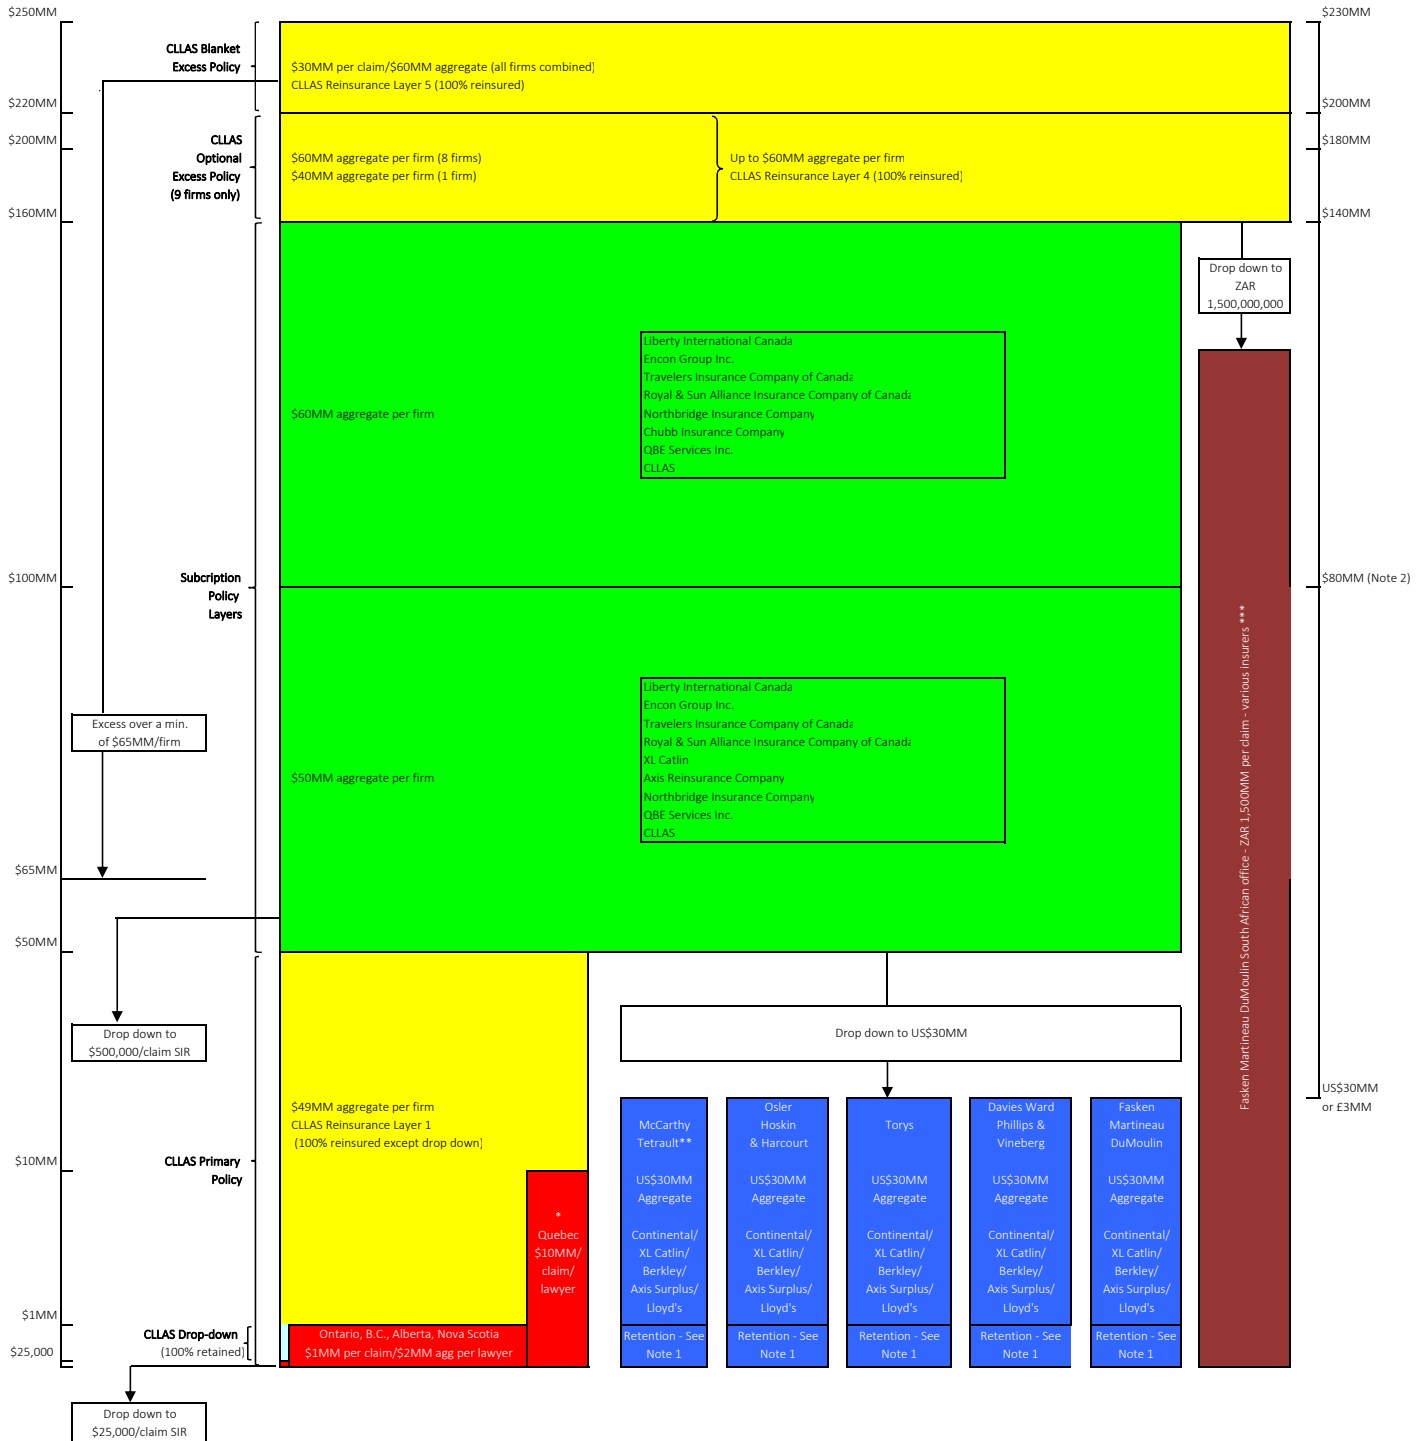 $250MM
$230MM
CLLAS Blanket
Excess Policy
$30MM per claim/$60MM aggregate (all firms combined)
CLLAS Reinsurance Layer 5 (100% reinsured)
$220MM
$200MM
$200MM
$180MM
CLLAS
Optional
Excess Policy
(9 firms only)
$60MM aggregate per firm (8 firms)
$40MM aggregate per firm (1 firm)
Up to $60MM aggregate per firm
CLLAS Reinsurance Layer 4 (100% reinsured)
$160MM
$140MM
Drop down to
ZAR
1,500,000,000
Liberty International Canada
Encon Group Inc.
Travelers Insurance Company of Canada
Royal & Sun Alliance Insurance Company of Canada
Northbridge Insurance Company
Chubb Insurance Company
QBE Services Inc.
CLLAS
$60MM aggregate per firm
$100MM
$80MM (Note 2)
Subcription
Policy
Layers
Liberty International Canada
Encon Group Inc.
Travelers Insurance Company of Canada
Royal & Sun Alliance Insurance Company of Canada
XL Catlin
Axis Reinsurance Company
Northbridge Insurance Company
QBE Services Inc.
CLLAS
$50MM aggregate per firm
Excess over a min.
of $65MM/firm
Fasken Martineau DuMoulin South African office - ZAR 1,500MM per claim - various insurers ***
$65MM
$50MM
Drop down to
$500,000/claim SIR
Drop down to US$30MM
US$30MM
or £3MM
$49MM aggregate per firm
CLLAS Reinsurance Layer 1
(100% reinsured except drop down)
$10MM
CLLAS Primary
Policy
*
Quebec
$10MM/
claim/
lawyer
McCarthy
Tetrault**
US$30MM
Aggregate
Continental/
XL Catlin/
Berkley/
Axis Surplus/
Lloyd's
Retention - See
Note 1
Osler
Hoskin
& Harcourt
US$30MM
Aggregate
Continental/
XL Catlin/
Berkley/
Axis Surplus/
Lloyd's
Retention - See
Note 1
Torys
US$30MM
Aggregate
Continental/
XL Catlin/
Berkley/
Axis Surplus/
Lloyd's
Retention - See
Note 1
Davies Ward
Phillips &
Vineberg
US$30MM
Aggregate
Continental/
XL Catlin/
Berkley/
Axis Surplus/
Lloyd's
Retention - See
Note 1
Fasken
Martineau
DuMoulin
US$30MM
Aggregate
Continental/
XL Catlin/
Berkley/
Axis Surplus/
Lloyd's
Retention - See
Note 1
$1MM
CLLAS Drop-down
(100% retained)
Ontario, B.C., Alberta, Nova Scotia
$1MM per claim/$2MM agg per lawyer
$25,000
Drop down to
$25,000/claim SIR